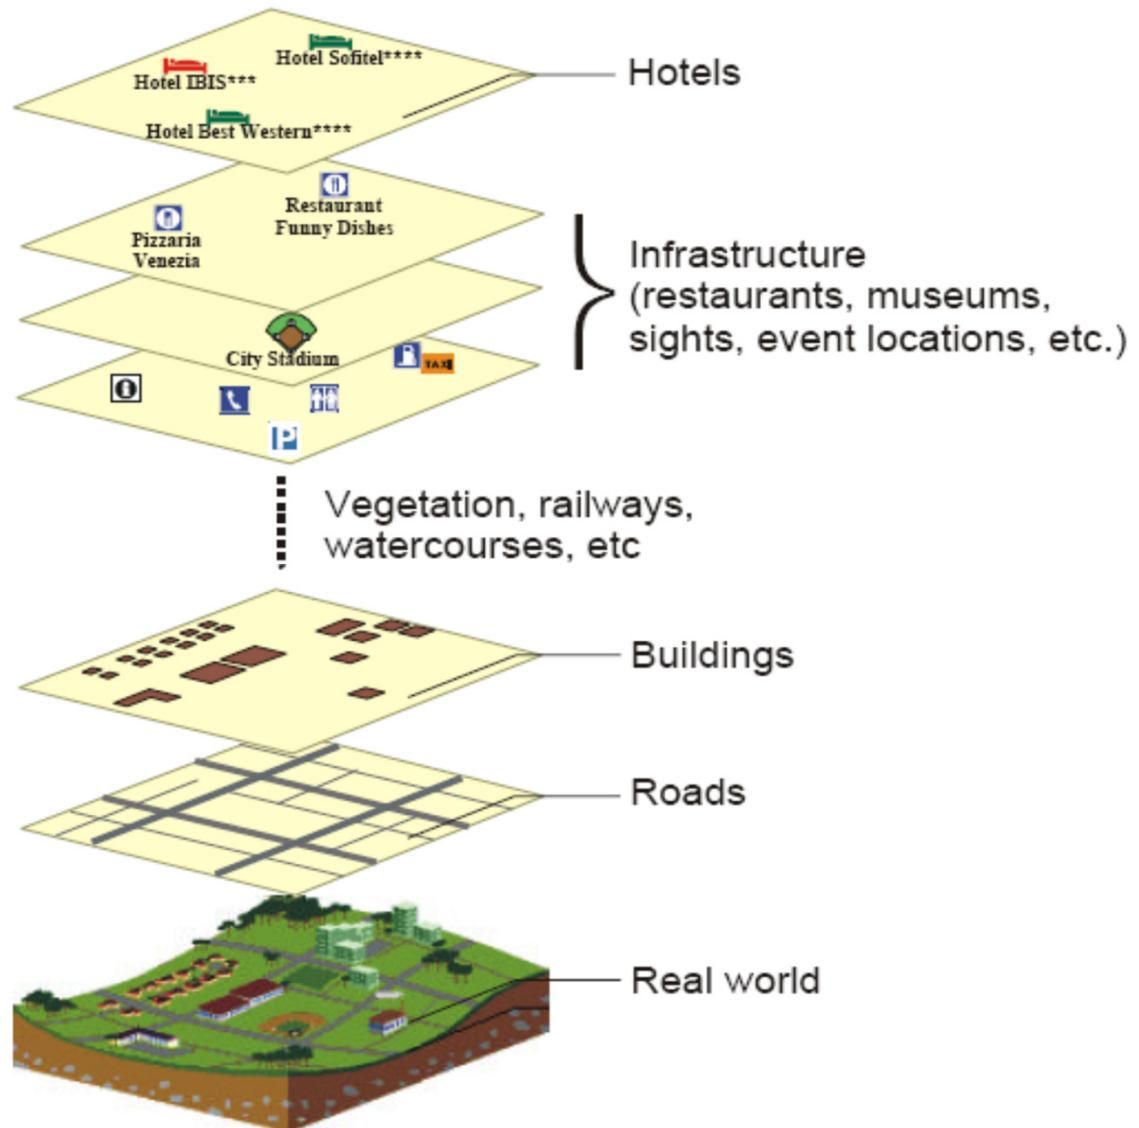 Hotel Sofitel****
Hotel IBIS***
Hotel Best Western****
Hotels
Restaurant
Funny Dishes
Pizzaria
Venezia
Infrastructure
(restaurants, museums,
sights, event locations, etc.)
City Stadium
TAXI
P
Vegetation, railways,
watercourses, etc
Buildings
Roads
Real world